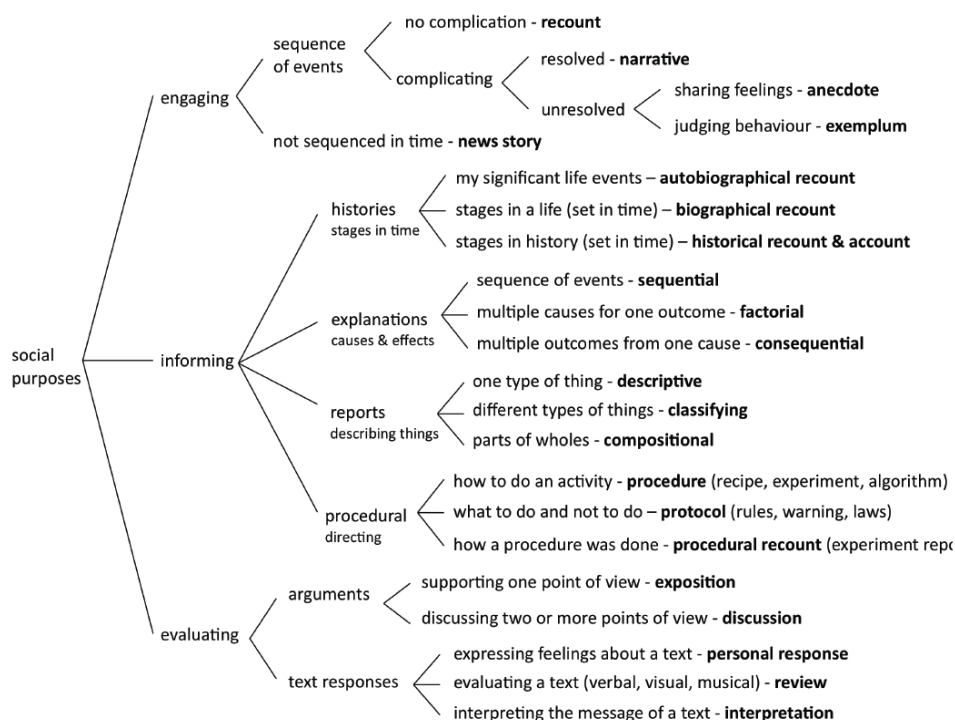 no complication - recount
sequence
of events
complicating
resolved - narrative
unresolved
sharing feelings - anecdote
judging behaviour - exemplum
engaging
not sequenced in time - news story
my significant life events – autobiographical recount
histories
stages in time
stages in a life (set in time) – biographical recount
stages in history (set in time) – historical recount & account
sequence of events - sequential
explanations
causes & effects
multiple causes for one outcome - factorial
multiple outcomes from one cause - consequential
social
purposes
informing
one type of thing - descriptive
reports
describing things
different types of things - classifying
parts of wholes - compositional
how to do an activity - procedure (recipe, experiment, algorithm)
procedural
directing
what to do and not to do – protocol (rules, warning, laws)
how a procedure was done - procedural recount (experiment repo
arguments
supporting one point of view - exposition
discussing two or more points of view - discussion
evaluating
expressing feelings about a text - personal response
text responses
evaluating a text (verbal, visual, musical) - review
interpreting the message of a text - interpretation